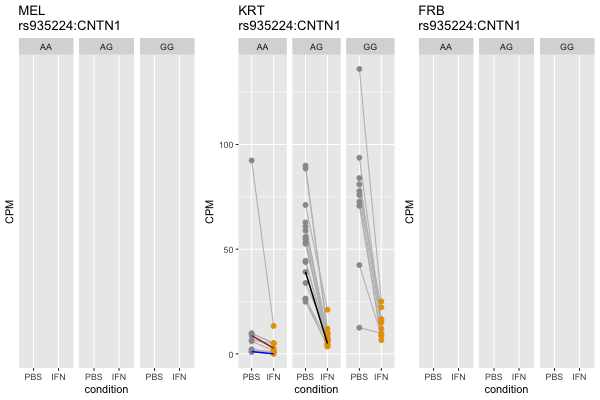 MEL
rs935224:CNTN1
AA AG GG
CPM
PBS IFN PBS IFN PBS IFN
condition
KRT
rs935224:CNTN1
AA AG GG
CPM
100
50
0
PBS IFN PBS IFN PBS IFN
condition
FRB
rs935224:CNTN1
AA AG GG
CPM
PBS IFN PBS IFN PBS IFN
condition